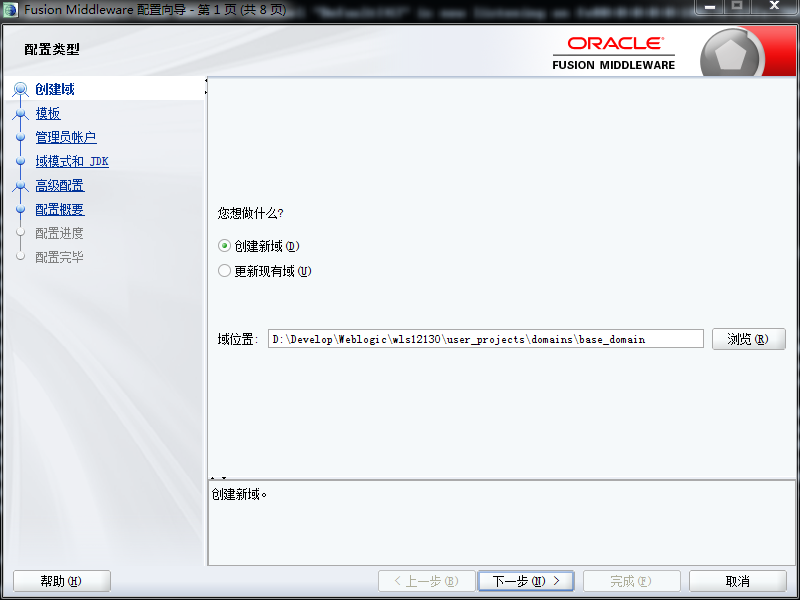 Fusion Middleware 配置向导 - 第 1 页 (共 8 页)
配置类型
ORACLE
FUSION MIDDLEWARE
创建域
模板
管理员帐户
域模式和 JDK
高级配置
配置概要
配置进度
配置完毕
您想做什么?
创建新域(D)
更新现有域(U)
域位置: D:\Develop\Weblogic\wls12130\user_projects\domains\base_domain 浏览(R)
创建新域。
帮助(H) < 上一步(B) 下一步(N) > 完成(F) 取消